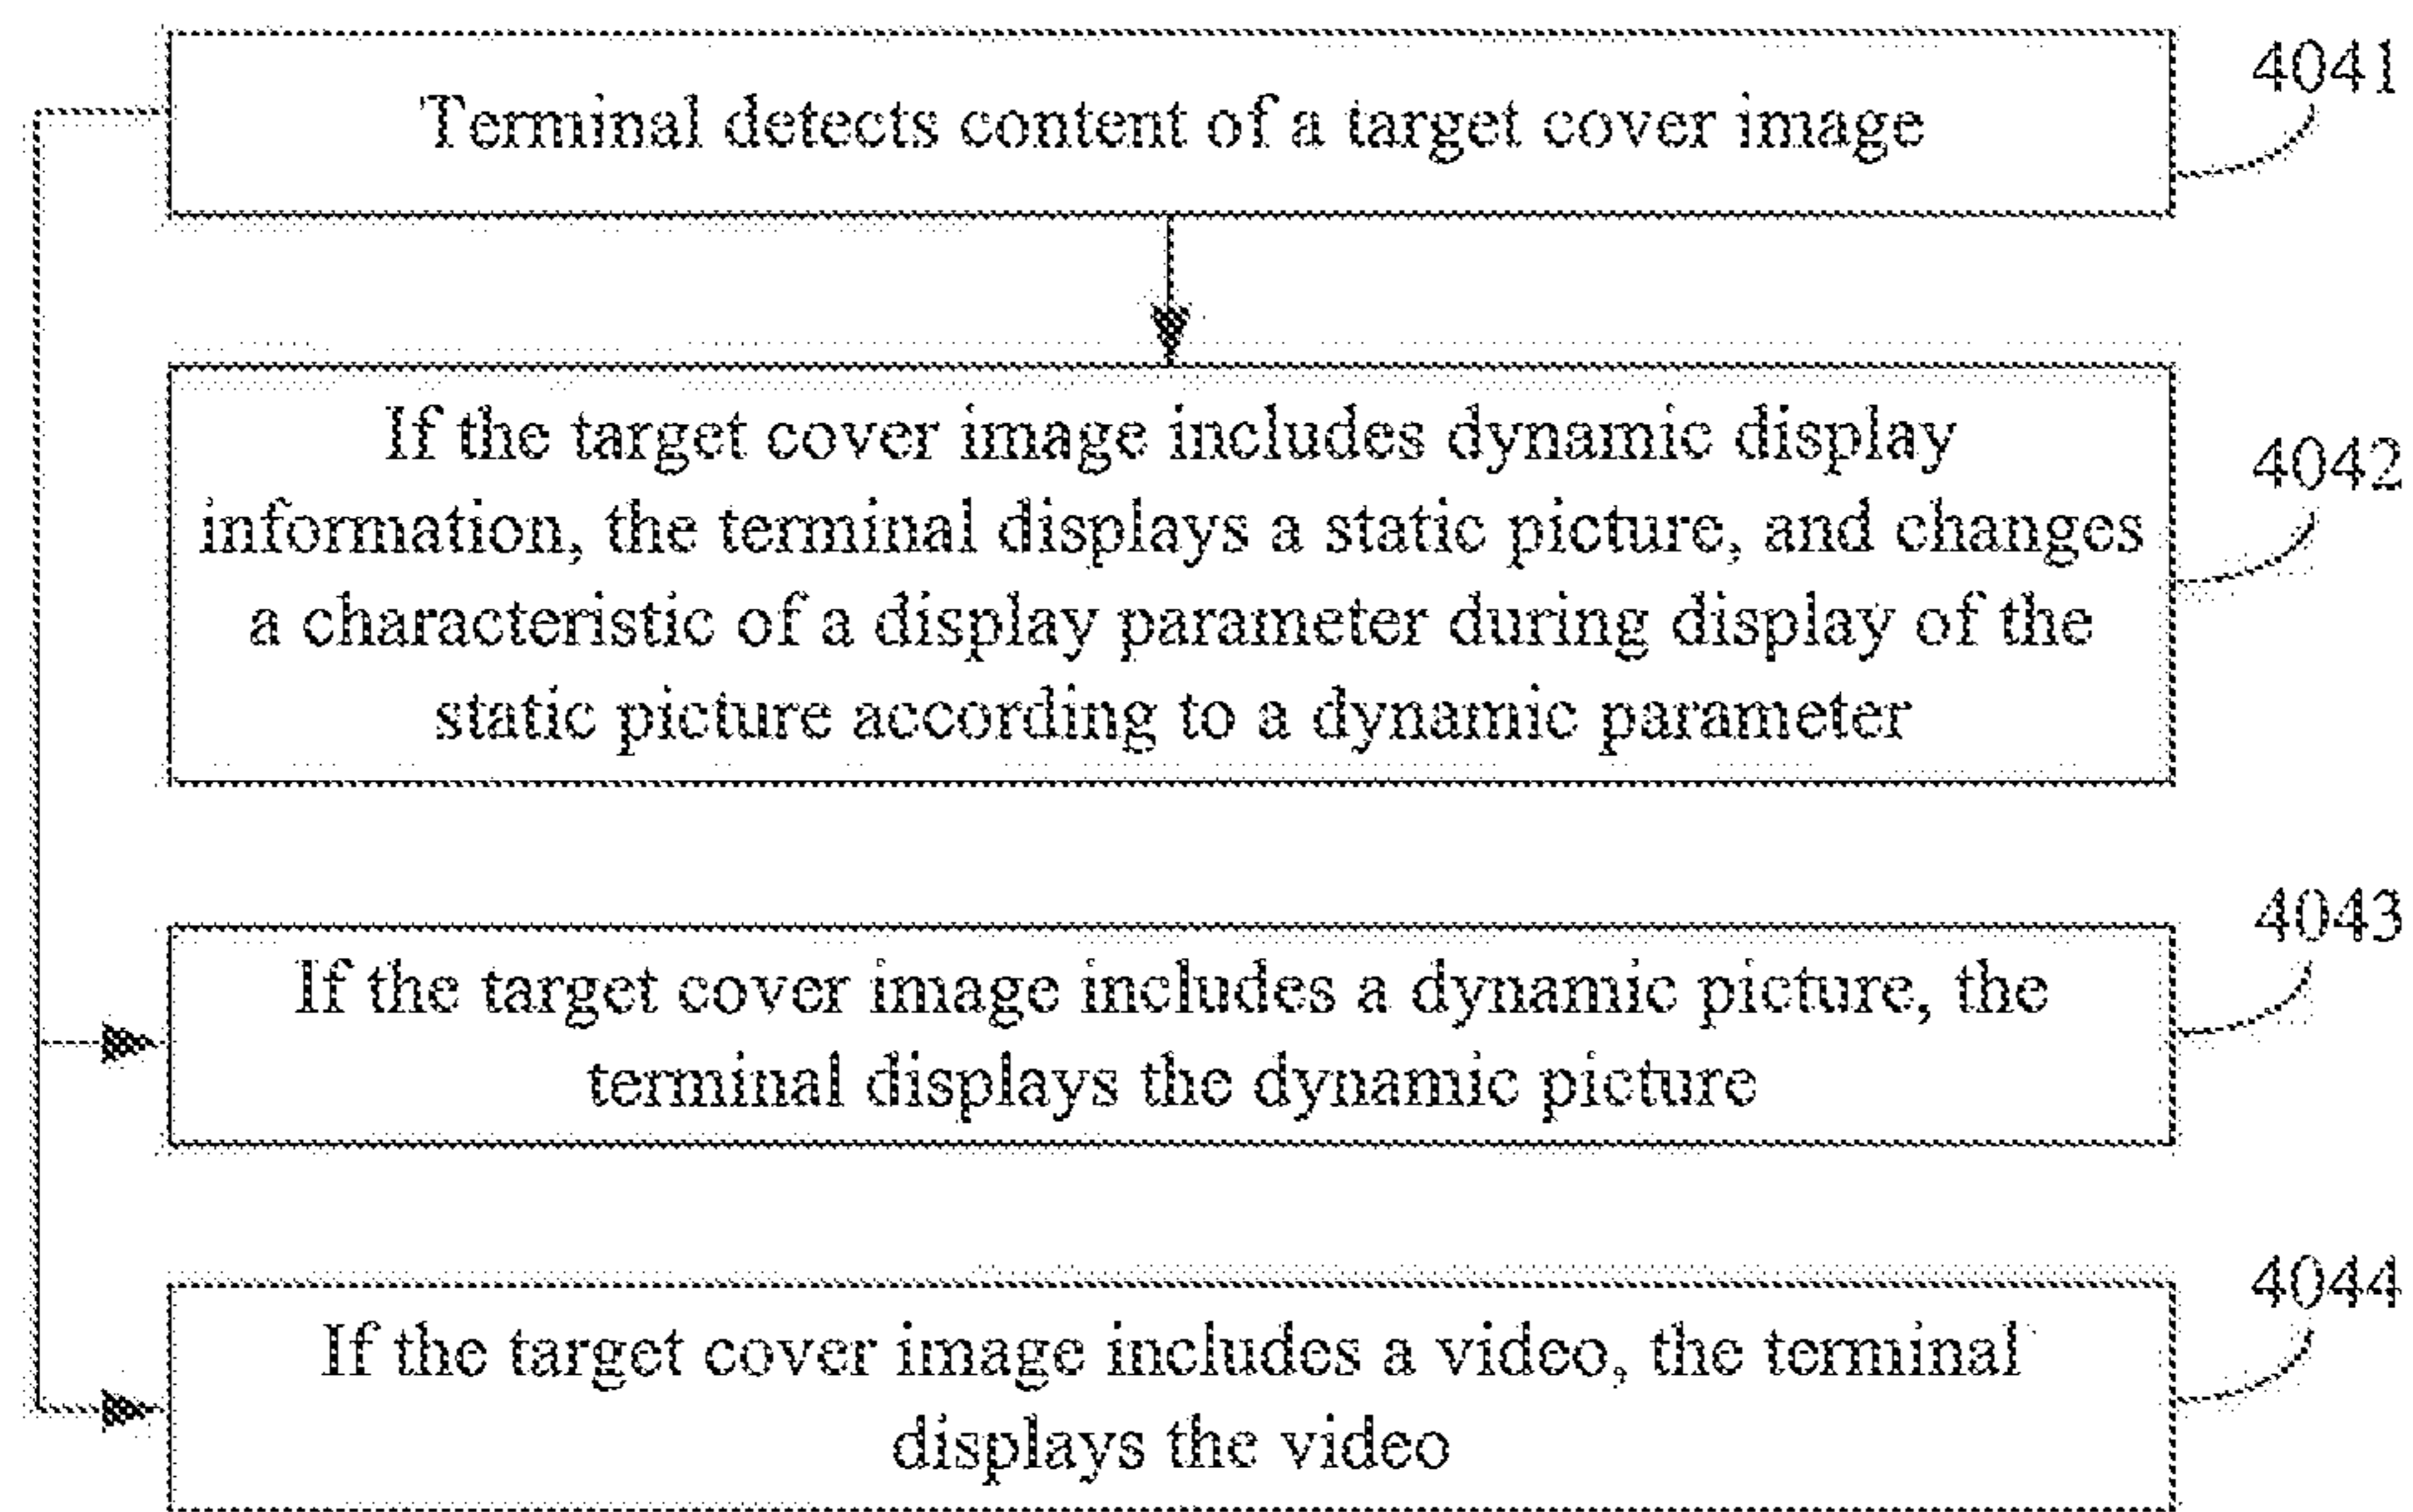 Terminal detects content of a target cover image
4041
If the target cover image includes dynamic display
information, the terminal displays a static picture, and changes
a characteristic of a display parameter during display of the
static picture according to a dynamic parameter
4042
If the target cover image includes a dynamic picture, the
terminal displays the dynamic picture
4043
If the target cover image includes a video, the terminal
displays the video
4044